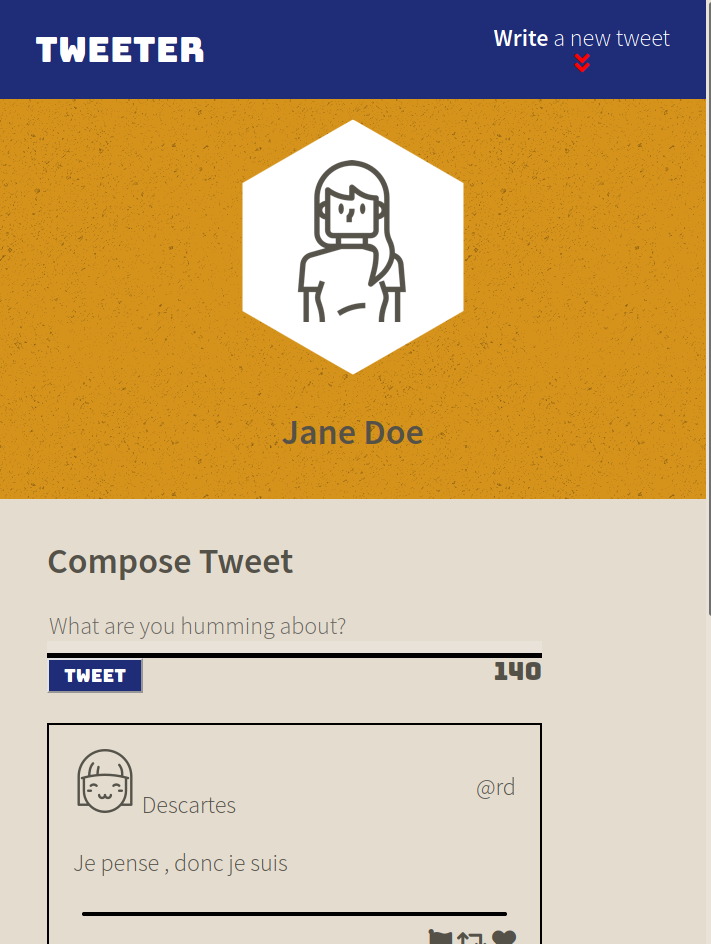 TWEETER
Write a new tweet
Jane Doe
Compose Tweet
What are you humming about?
TWEET
140
Descartes
@rd
Je pense , donc je suis